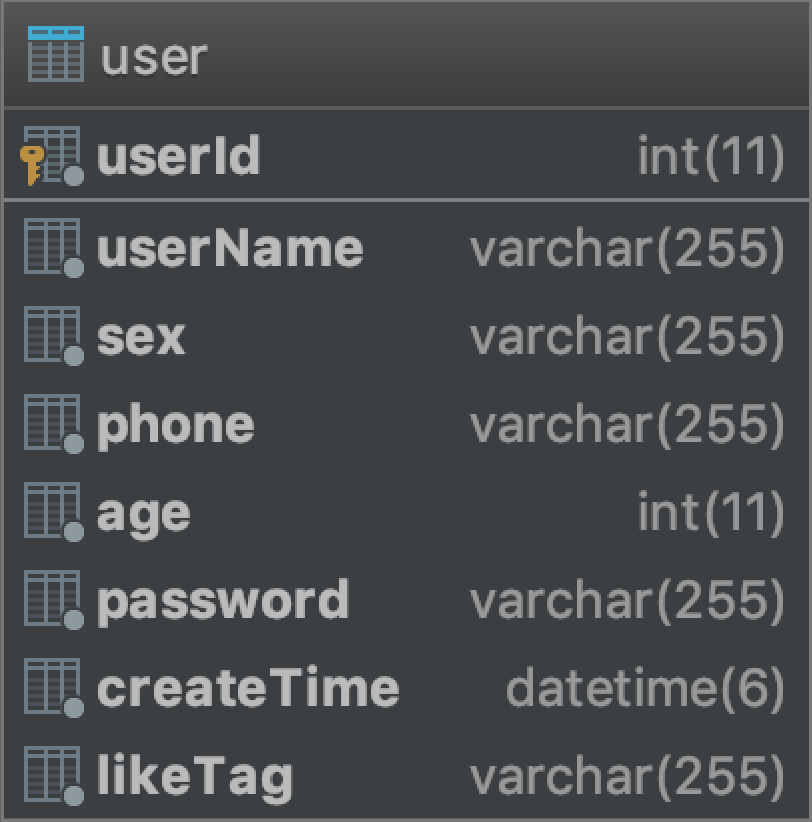 user
userId int(11)
userName varchar(255)
sex varchar(255)
phone varchar(255)
age int(11)
password varchar(255)
createTime datetime(6)
likeTag varchar(255)